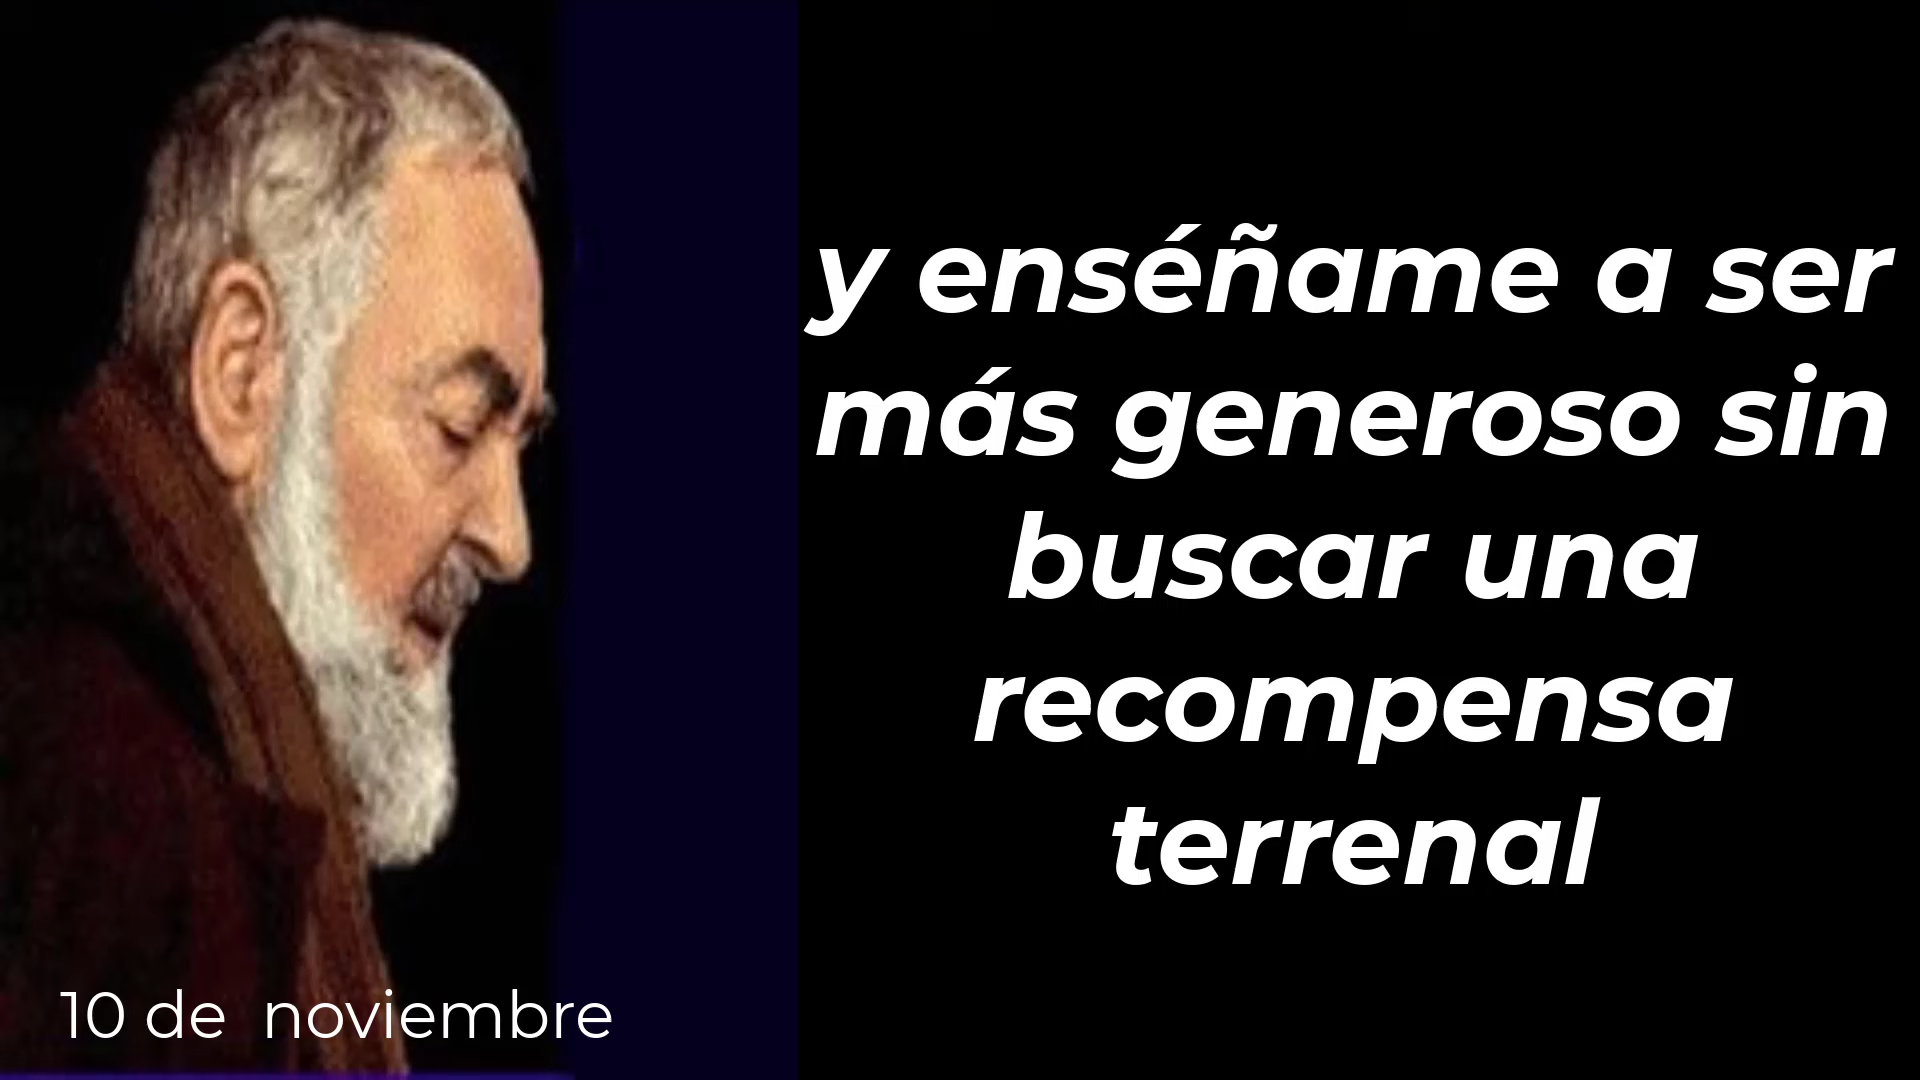 y enséñame a ser
más generoso sin
buscar una
recompensa
terrenal
10 de  noviembre